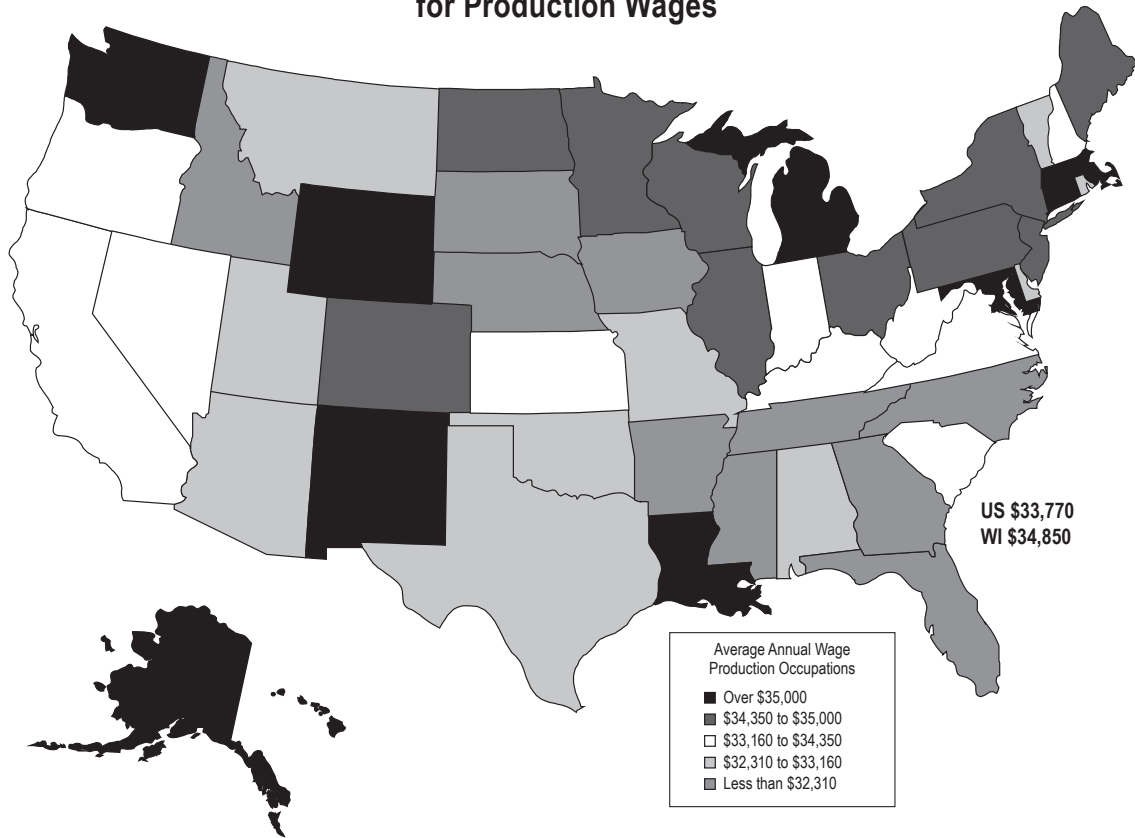 for Production Wages
US $33,770
WI $34,850
Average Annual Wage
Production Occupations
Over $35,000
$34,350 to $35,000
$33,160 to $34,350
$32,310 to $33,160
Less than $32,310